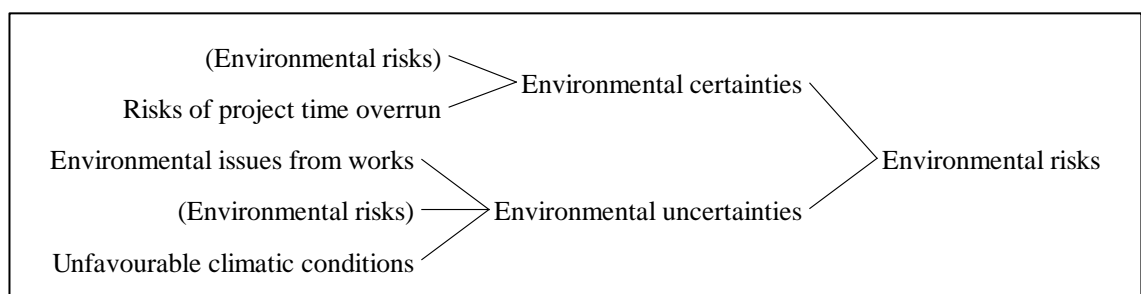 (Environmental risks)
Environmental certainties
Risks of project time overrun
Environmental issues from works
Environmental risks
(Environmental risks)
Environmental uncertainties
Unfavourable climatic conditions